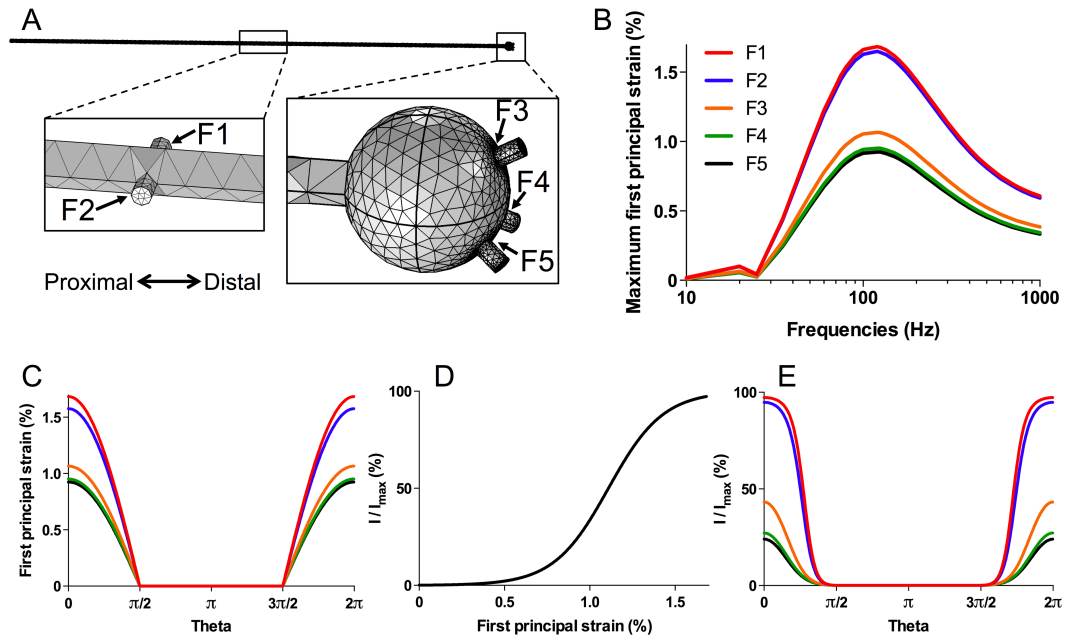 A
F1
F2
F3
F4
F5
Proximal Distal
B
Maximum first principal strain (%)
1.5
1.0
0.5
0
10 100 1000
Frequencies (Hz)
F1
F2
F3
F4
F5
C
First principal strain (%)
1.5
1.0
0.5
0
0 π/2 π 3π/2 2π
Theta
D
I / Imax (%)
100
50
0
0 0.5 1.0 1.5
First principal strain (%)
E
I / Imax (%)
100
50
0
0 π/2 π 3π/2 2π
Theta